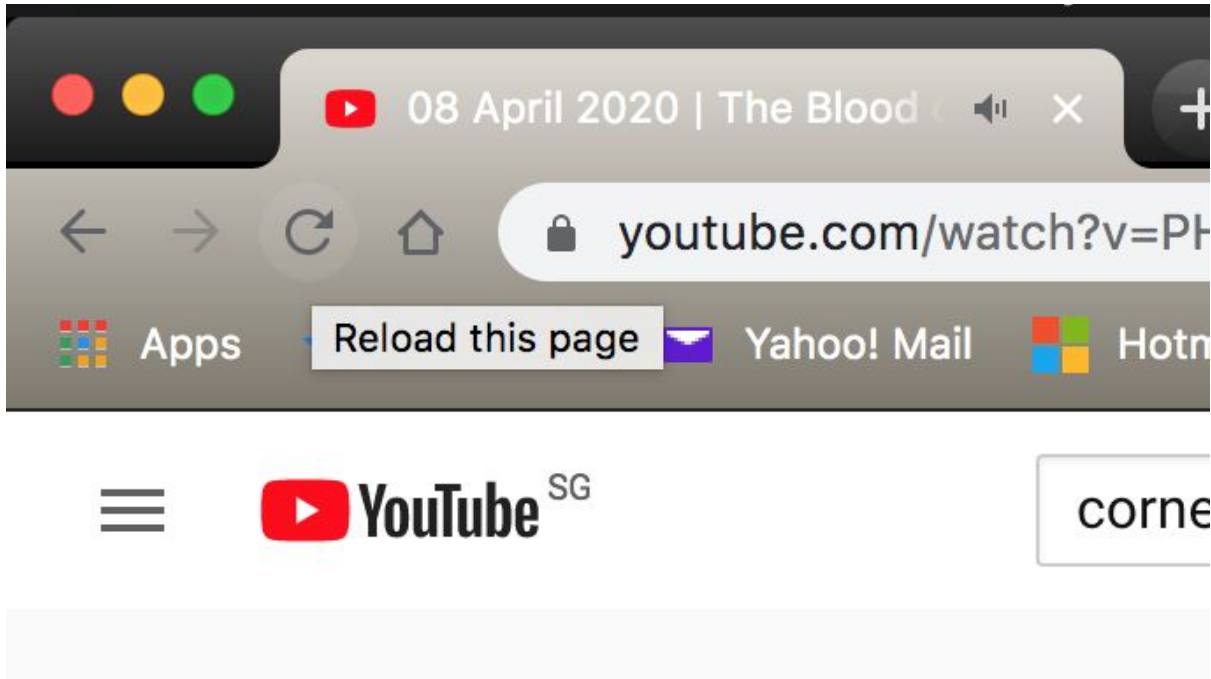 08 April 2020 | The Blood
youtube.com/watch?v=PH
Apps Reload this page Yahoo! Mail Hotm
YouTube SG
corne